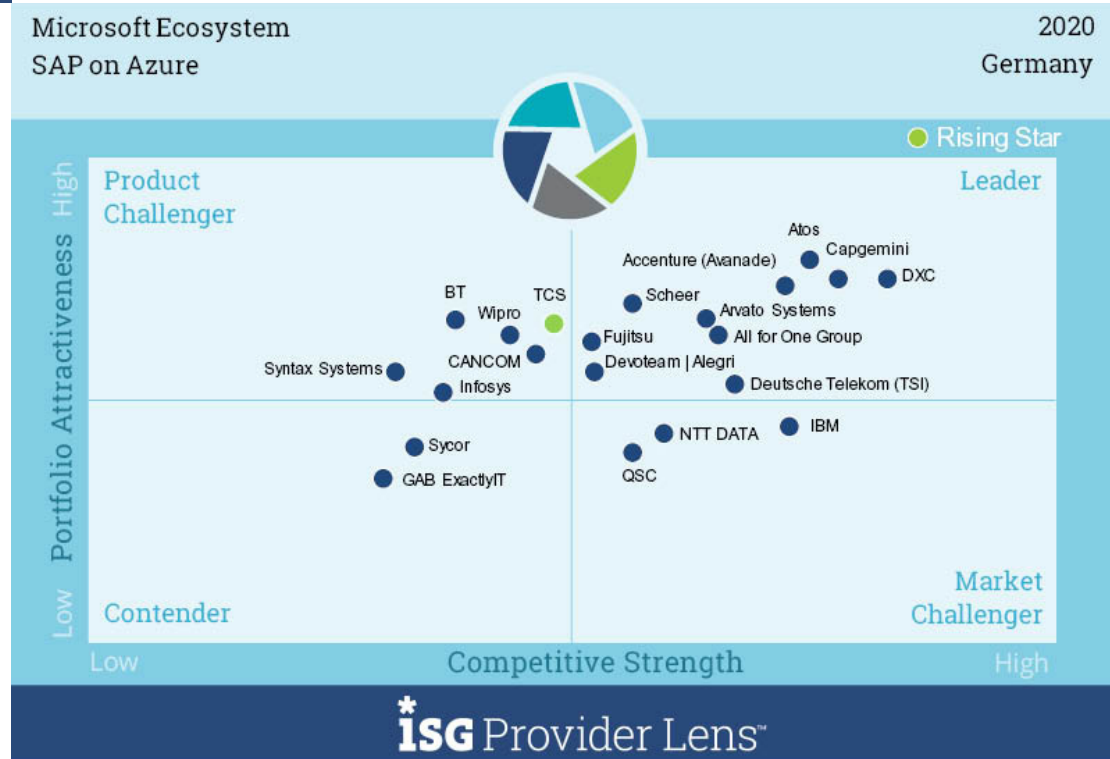 Microsoft Ecosystem
SAP on Azure
2020
Germany
Rising Star
High
Portfolio Attractiveness
Low
Product
Challenger
Leader
Atos
Capgemini
Accenture (Avanade)
DXC
BT
TCS
Scheer
Wipro
Arvato Systems
Fujitsu
All for One Group
CANCOM
Devoteam | Alegri
Syntax Systems
Infosys
Deutsche Telekom (TSI)
NTT DATA
IBM
Sycor
QSC
GAB ExactlyIT
Contender
Market
Challenger
Low
Competitive Strength
High
ISG Provider Lens™